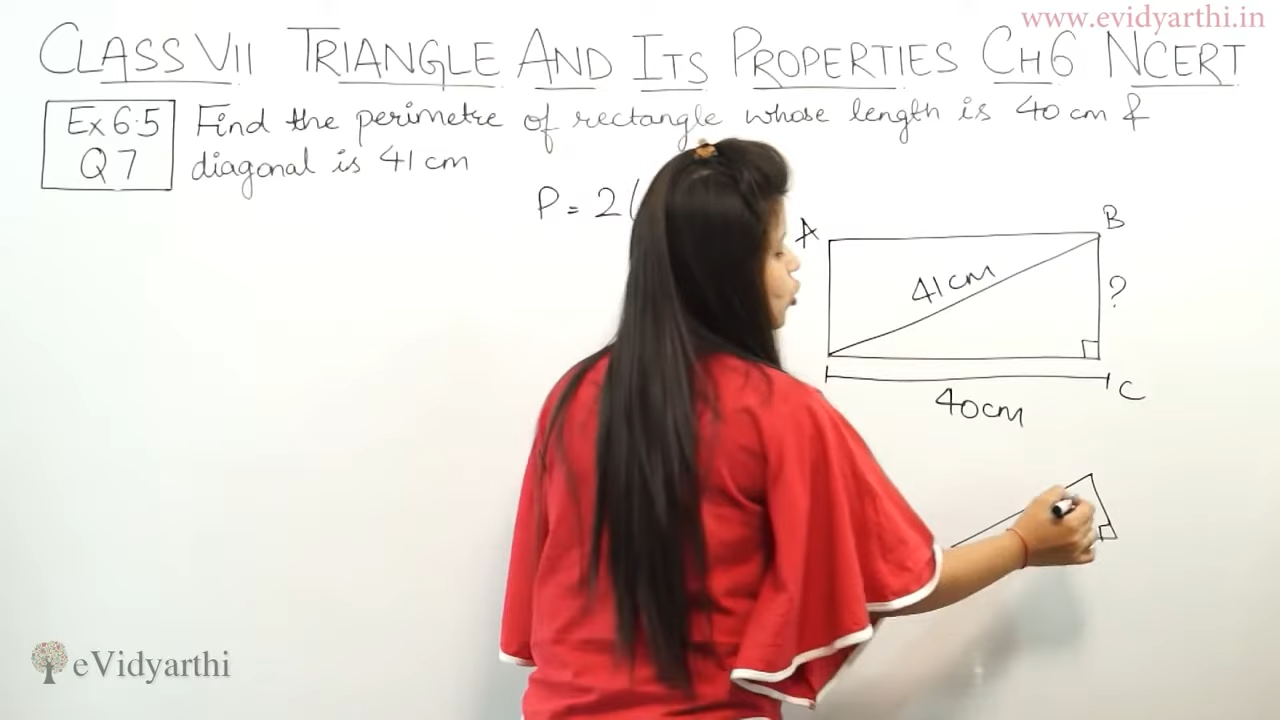 www.evidyarthi.in
CLASS VII TRIANGLE AND ITS PROPERTIES CH6 NCERT
Ex 6.5
Q 7
Find the perimetre of rectangle whose length is 40 cm &
diagonal is 41 cm
P = 2(
A
B
41cm
?
40cm
C
eVidyarthi